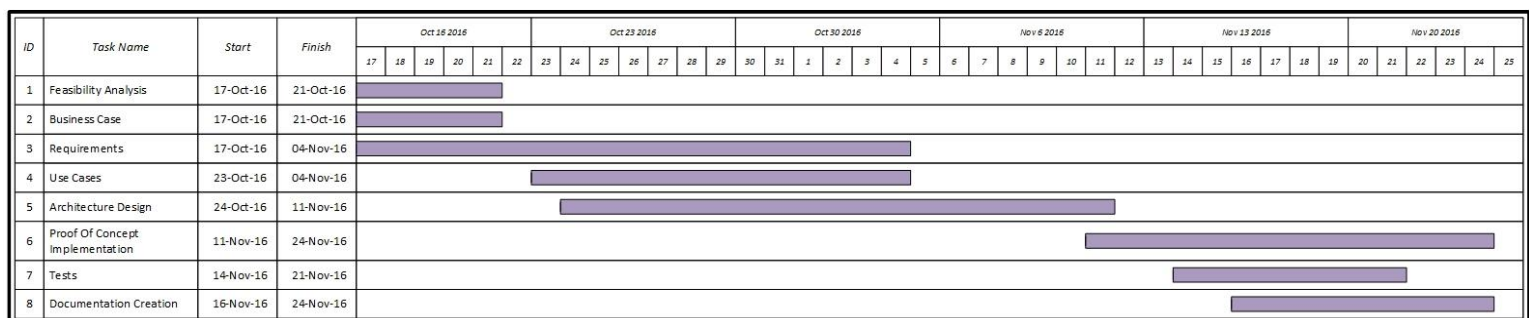 ID Task Name Start Finish Oct 16 2016 Oct 23 2016 Oct 30 2016 Nov 6 2016 Nov 13 2016 Nov 20 2016
17 18 19 20 21 22 23 24 25 26 27 28 29 30 31 1 2 3 4 5 6 7 8 9 10 11 12 13 14 15 16 17 18 19 20 21 22 23 24 25
1 Feasibility Analysis 17-Oct-16 21-Oct-16
2 Business Case 17-Oct-16 21-Oct-16
3 Requirements 17-Oct-16 04-Nov-16
4 Use Cases 23-Oct-16 04-Nov-16
5 Architecture Design 24-Oct-16 11-Nov-16
6 Proof Of Concept
Implementation 11-Nov-16 24-Nov-16
7 Tests 14-Nov-16 21-Nov-16
8 Documentation Creation 16-Nov-16 24-Nov-16